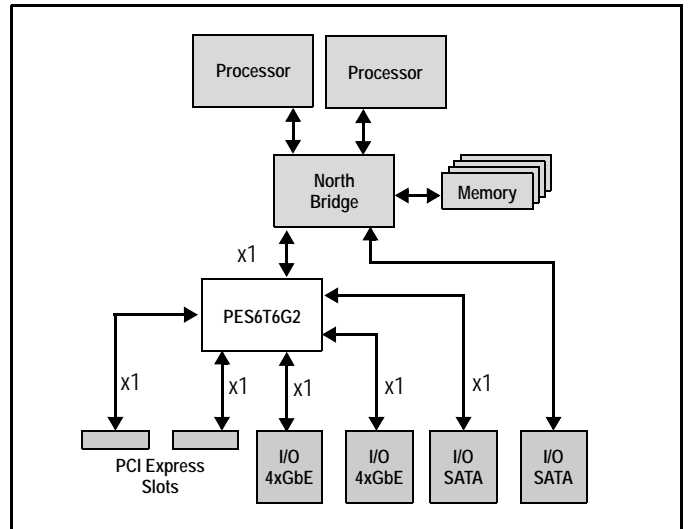 Processor
Processor
North
Bridge
Memory
x1
PES6T6G2
x1
x1
x1
x1
x1
PCI Express
Slots
I/O
4xGbE
I/O
4xGbE
I/O
SATA
I/O
SATA